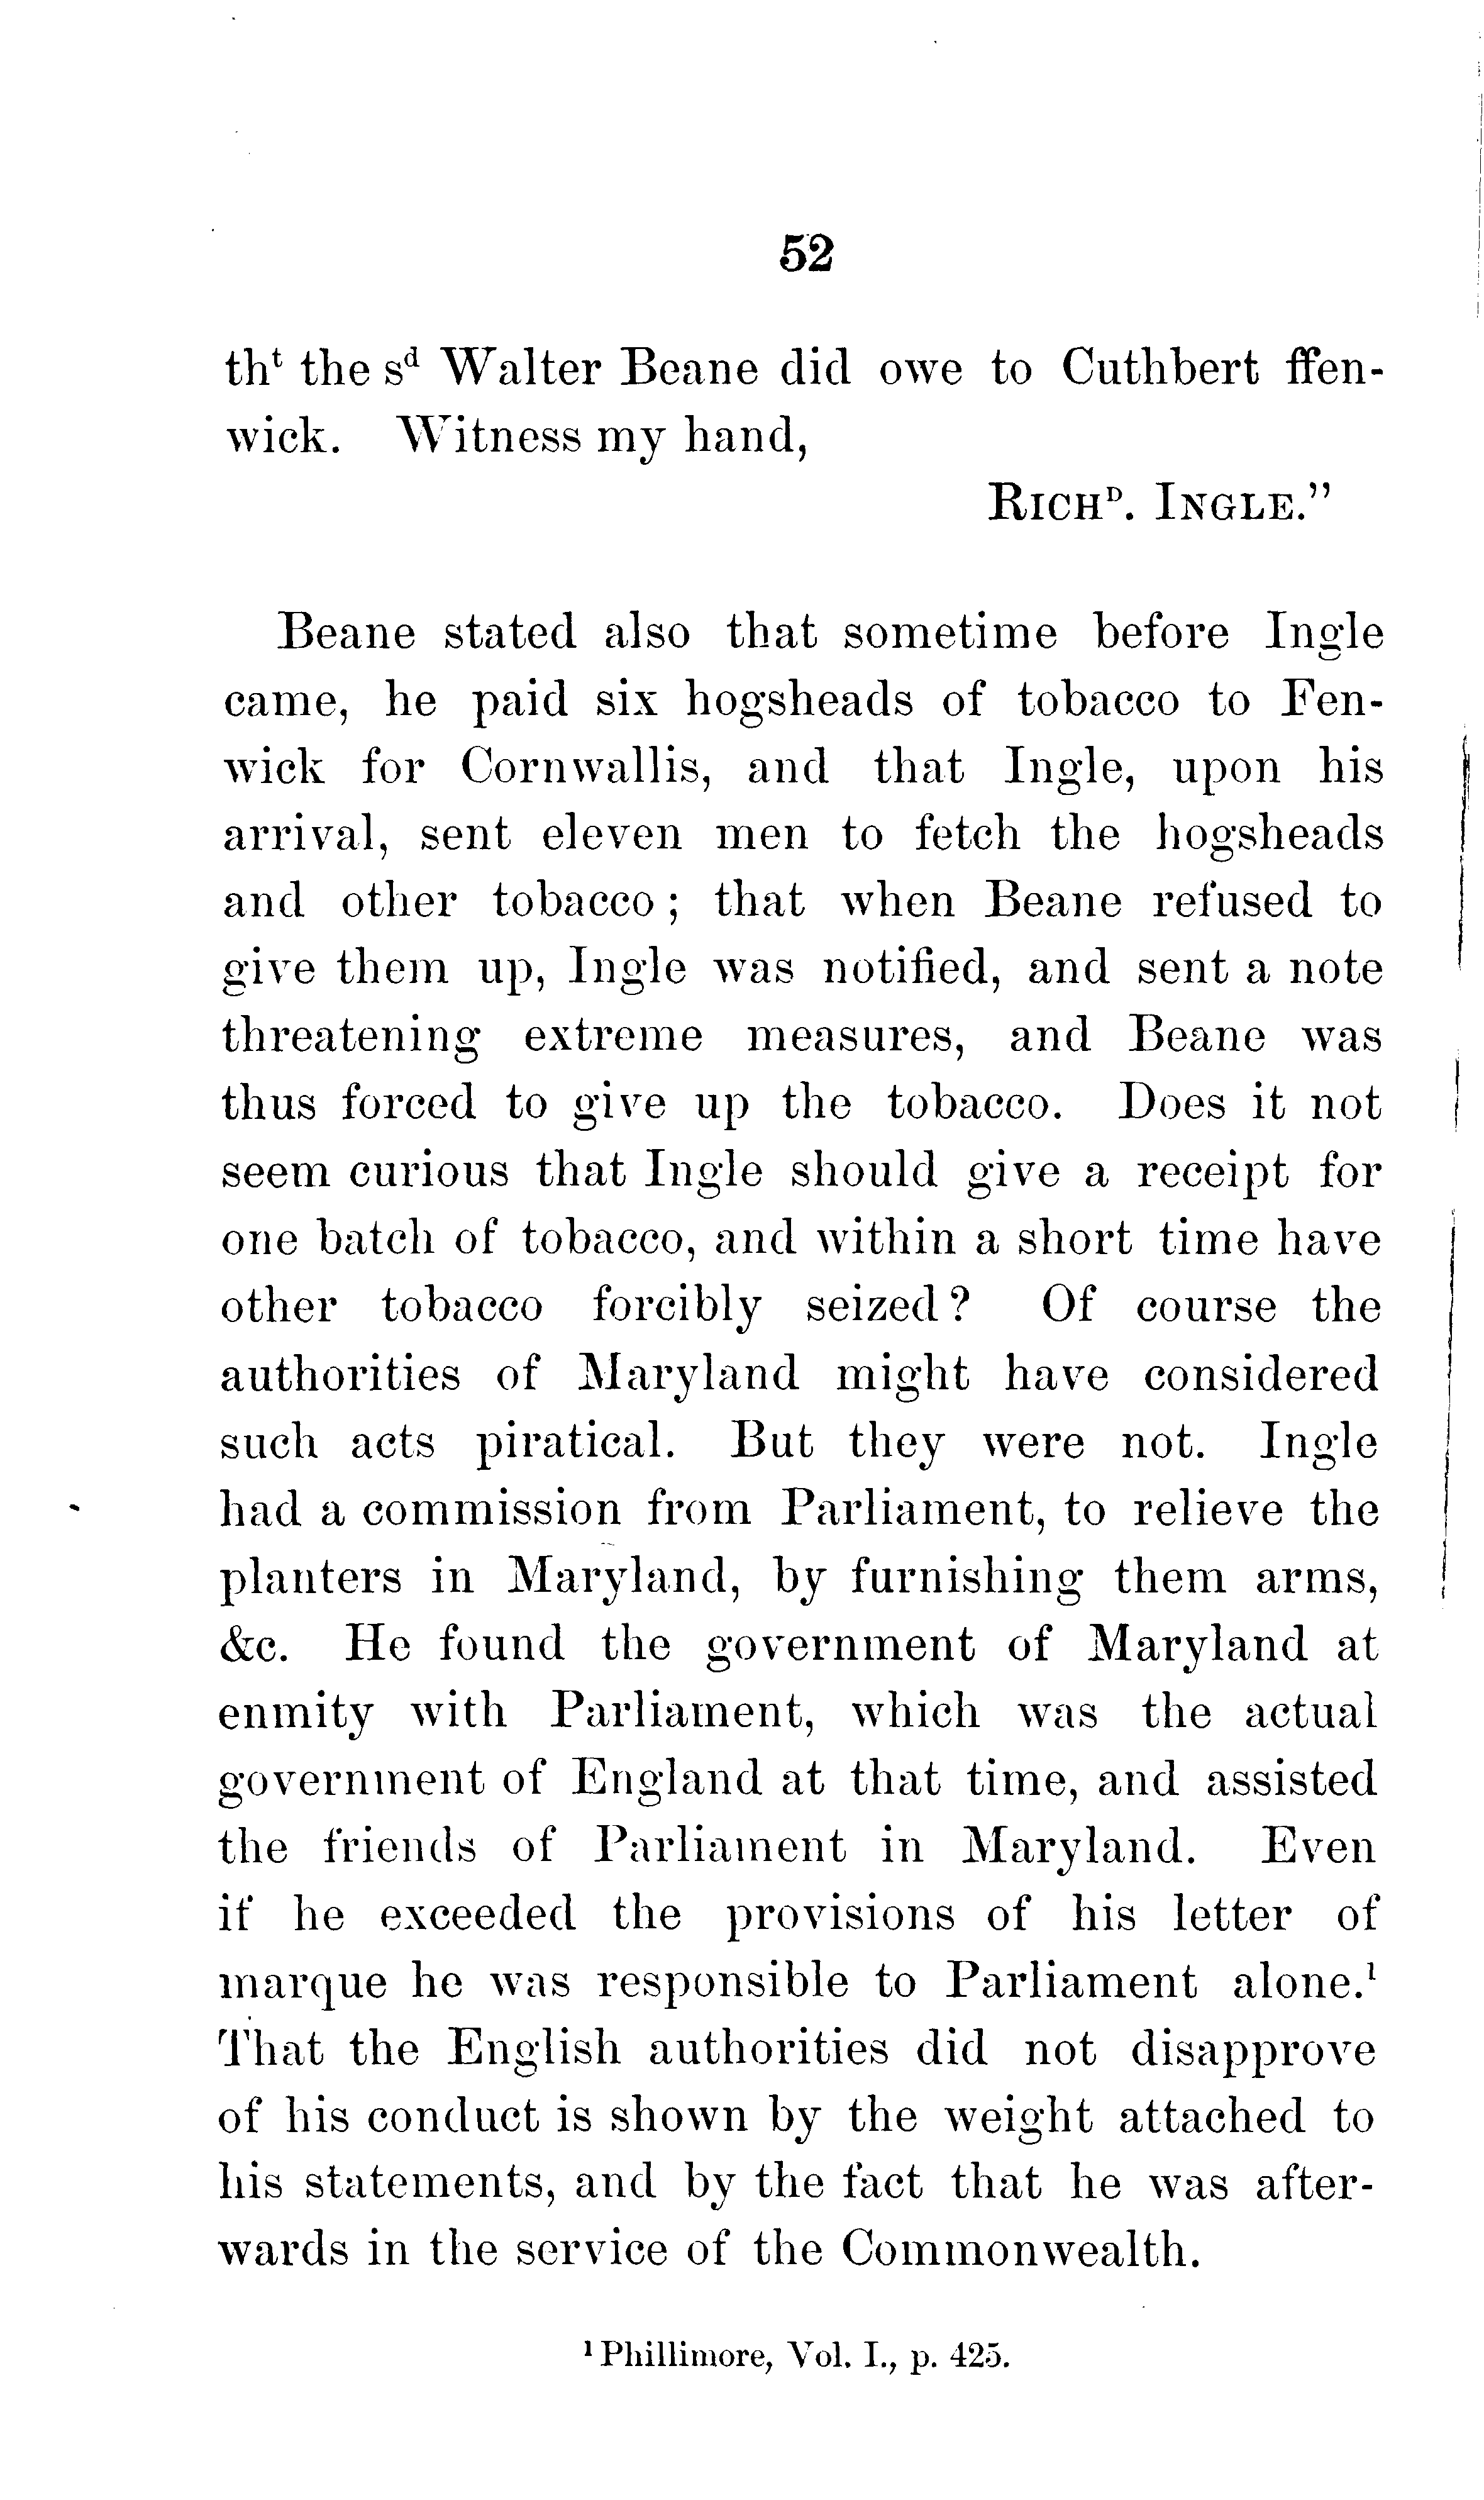 52
thᵗ the sᵈ Walter Beane did owe to Cuthbert ffen-
wick. Witness my hand,
RICHᴰ. INGLE."
Beane stated also that sometime before Ingle
came, he paid six hogsheads of tobacco to Fen-
wick for Cornwallis, and that Ingle, upon his
arrival, sent eleven men to fetch the hogsheads
and other tobacco; that when Beane refused to
give them up, Ingle was notified, and sent a note
threatening extreme measures, and Beane was
thus forced to give up the tobacco. Does it not
seem curious that Ingle should give a receipt for
one batch of tobacco, and within a short time have
other tobacco forcibly seized? Of course the
authorities of Maryland might have considered
such acts piratical. But they were not. Ingle
had a commission from Parliament, to relieve the
planters in Maryland, by furnishing them arms,
&c. He found the government of Maryland at
enmity with Parliament, which was the actual
government of England at that time, and assisted
the friends of Parliament in Maryland. Even
if he exceeded the provisions of his letter of
marque he was responsible to Parliament alone.¹
That the English authorities did not disapprove
of his conduct is shown by the weight attached to
his statements, and by the fact that he was after-
wards in the service of the Commonwealth.
¹ Phillimore, Vol. I., p. 425.